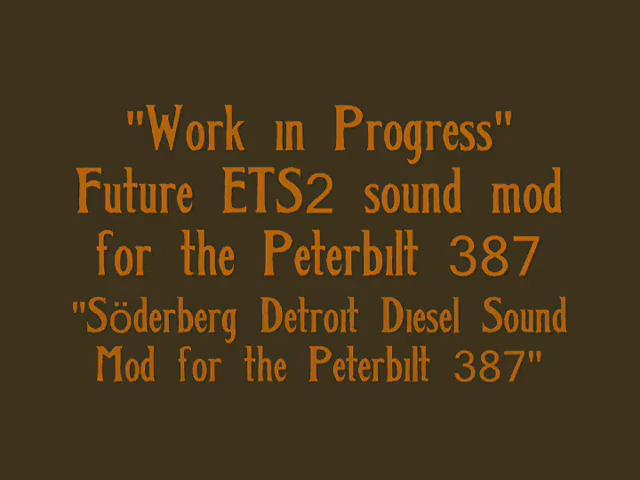 "Work in Progress"
Future ETS2 sound mod
for the Peterbilt 387
"Söderberg Detroit Diesel Sound
Mod for the Peterbilt 387"